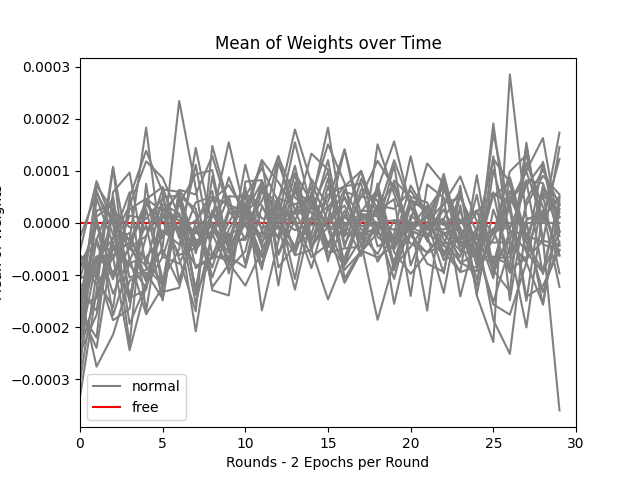 Mean of Weights over Time
0.0003
0.0002
0.0001
0.0000
−0.0001
−0.0002
−0.0003
normal
free
0 5 10 15 20 25 30
Rounds - 2 Epochs per Round